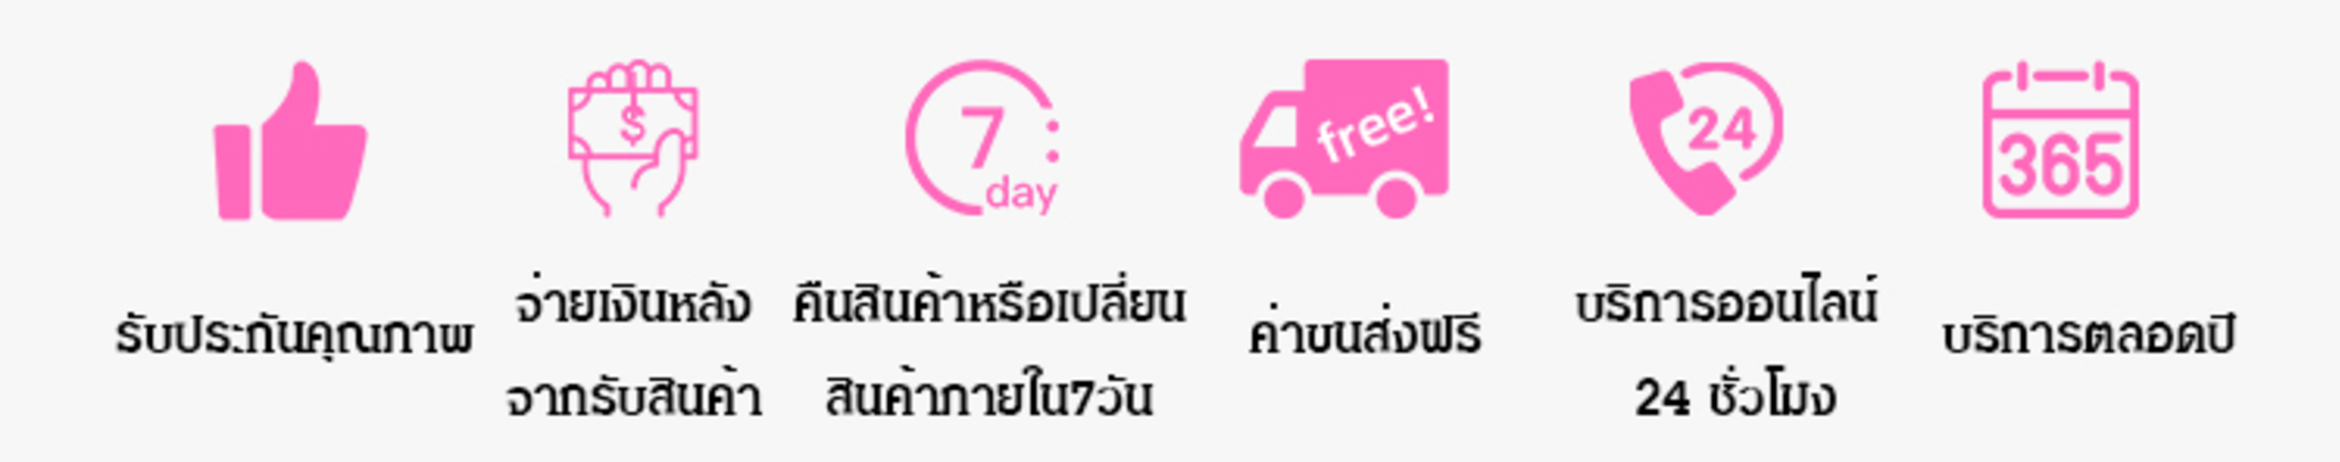 $
7
day
free!
24
365
รับประกันคุณภาพ
จ่ายเงินหลัง
จากรับสินค้า
คืนสินค้าหรือเปลี่ยน
สินค้าภายใน7วัน
ค่าขนส่งฟรี
บริการออนไลน์
24 ชั่วโมง
บริการตลอดปี